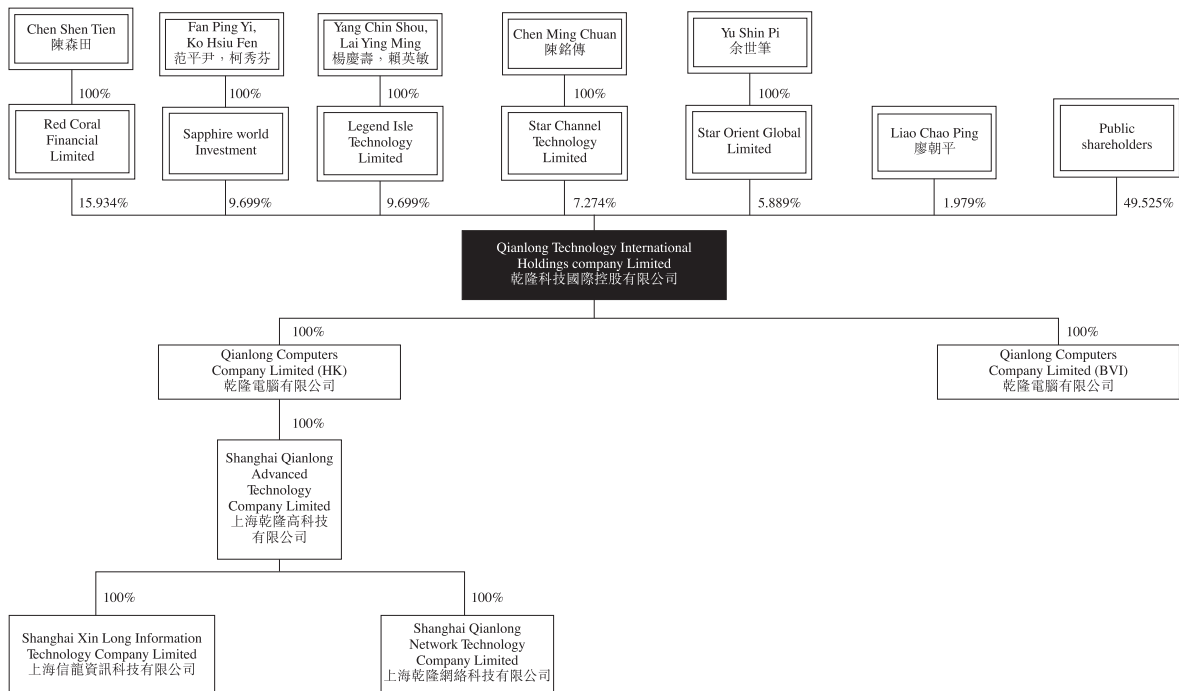 Chen Shen Tien
陳森田
Fan Ping Yi,
Ko Hsiu Fen
范平尹，柯秀芬
Yang Chin Shou,
Lai Ying Ming
楊慶壽，賴英敏
Chen Ming Chuan
陳銘傳
Yu Shin Pi
余世筆
100%
100%
100%
100%
100%
Red Coral
Financial
Limited
Sapphire world
Investment
Legend Isle
Technology
Limited
Star Channel
Technology
Limited
Star Orient Global
Limited
Liao Chao Ping
廖朝平
Public
shareholders
15.934%
9.699%
9.699%
7.274%
5.889%
1.979%
49.525%
Qianlong Technology International
Holdings company Limited
乾隆科技國際控股有限公司
100%
100%
Qianlong Computers
Company Limited (HK)
乾隆電腦有限公司
Qianlong Computers
Company Limited (BVI)
乾隆電腦有限公司
100%
Shanghai Qianlong
Advanced
Technology
Company Limited
上海乾隆高科技
有限公司
100%
100%
Shanghai Xin Long Information
Technology Company Limited
上海信龍資訊科技有限公司
Shanghai Qianlong
Network Technology
Company Limited
上海乾隆網絡科技有限公司